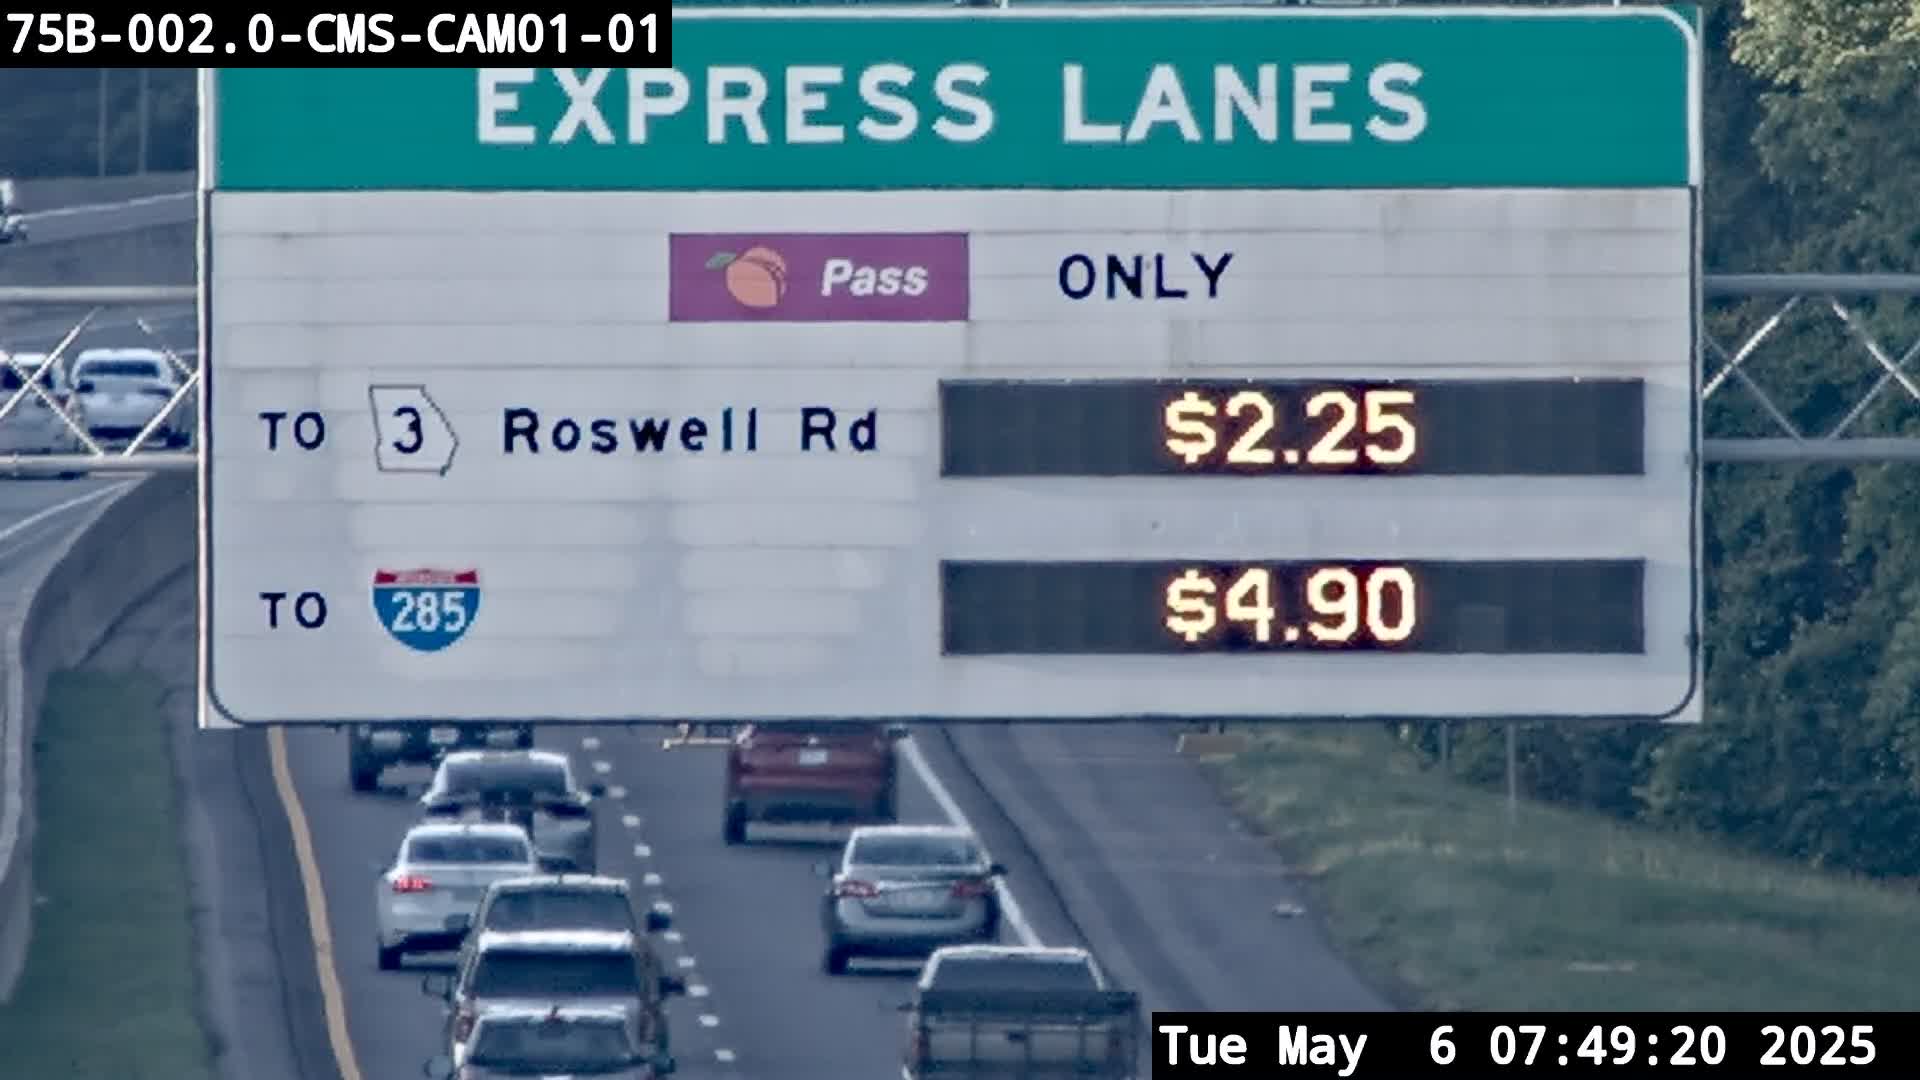 75B-002.0-CMS-CAM01-01
EXPRESS LANES
Pass ONLY
TO 3 Roswell Rd $2.25
TO 285 $4.90
Tue May 6 07:49:20 2025